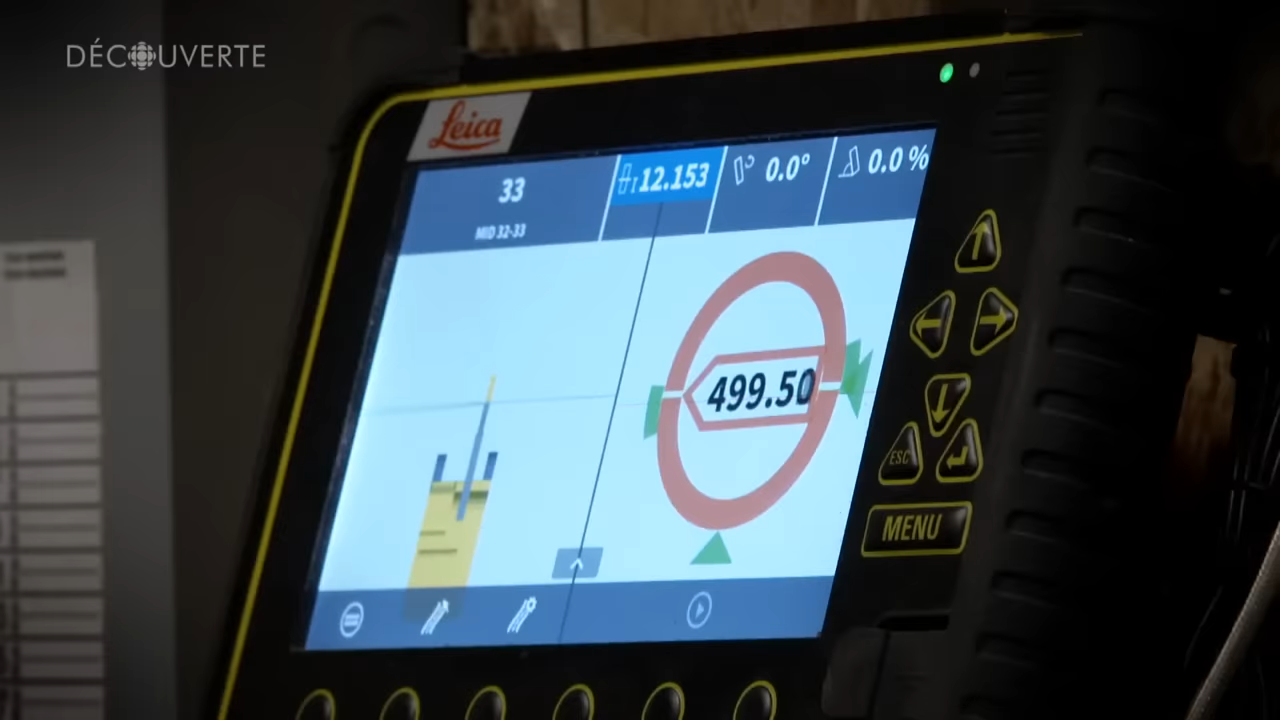 DÉCOUVERTE
Leica
33
MID 32-33
12.153
0.0°
0.0 %
499.50
ESC
MENU